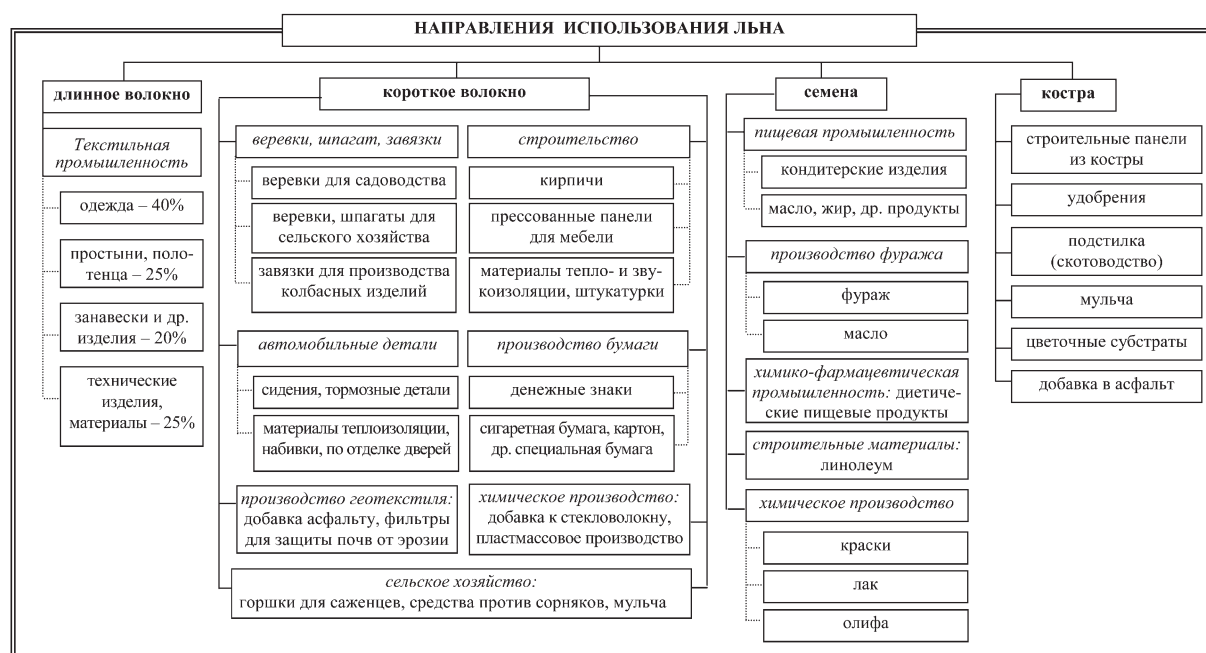 НАПРАВЛЕНИЯ ИСПОЛЬЗОВАНИЯ ЛЬНА
длинное волокно
Текстильная
промышленность
одежда – 40%
простыни, поло-
тенца – 25%
занавески и др.
изделия – 20%
технические
изделия,
материалы – 25%
короткое волокно
веревки, шпагат, завязки
веревки для садоводства
веревки, шпагаты для
сельского хозяйства
завязки для производства
колбасных изделий
строительство
кирпичи
прессованные панели
для мебели
материалы тепло- и зву-
коизоляции, штукатурки
автомобильные детали
сидения, тормозные детали
материалы теплоизоляции,
набивки, по отделке дверей
производство бумаги
денежные знаки
сигаретная бумага, картон,
др. специальная бумага
производство геотекстиля:
добавка асфальту, фильтры
для защиты почв от эрозии
химическое производство:
добавка к стекловолокну,
пластмассовое производство
сельское хозяйство:
горшки для саженцев, средства против сорняков, мульча
семена
пищевая промышленность
кондитерские изделия
масло, жир, др. продукты
производство фуража
фураж
масло
химико-фармацевтическая
промышленность: диетиче-
ские пищевые продукты
строительные материалы:
линолеум
химическое производство
краски
лак
олифа
костра
строительные панели
из костры
удобрения
подстилка
(скотоводство)
мульча
цветочные субстраты
добавка в асфальт